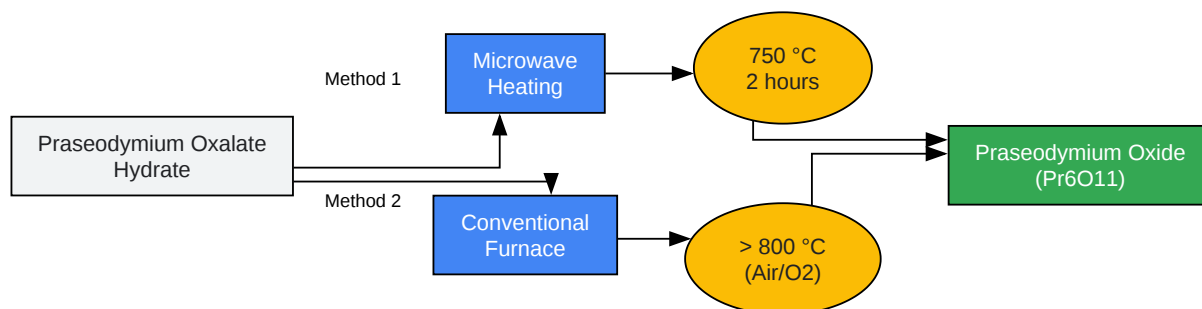 Method 1
Microwave
Heating
750 °C
2 hours
Praseodymium Oxalate
Hydrate
Praseodymium Oxide
(Pr6O11)
Method 2
Conventional
Furnace
> 800 °C
(Air/O2)